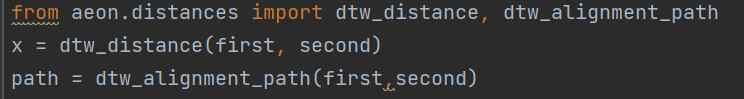 from aeon.distances import dtw_distance, dtw_alignment_path
x = dtw_distance(first, second)
path = dtw_alignment_path(first,second)